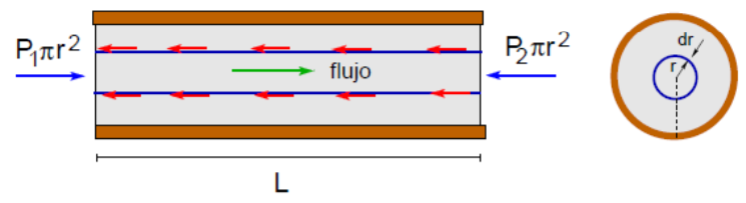 P₁πr²
flujo
P₂πr²
L
dr
r